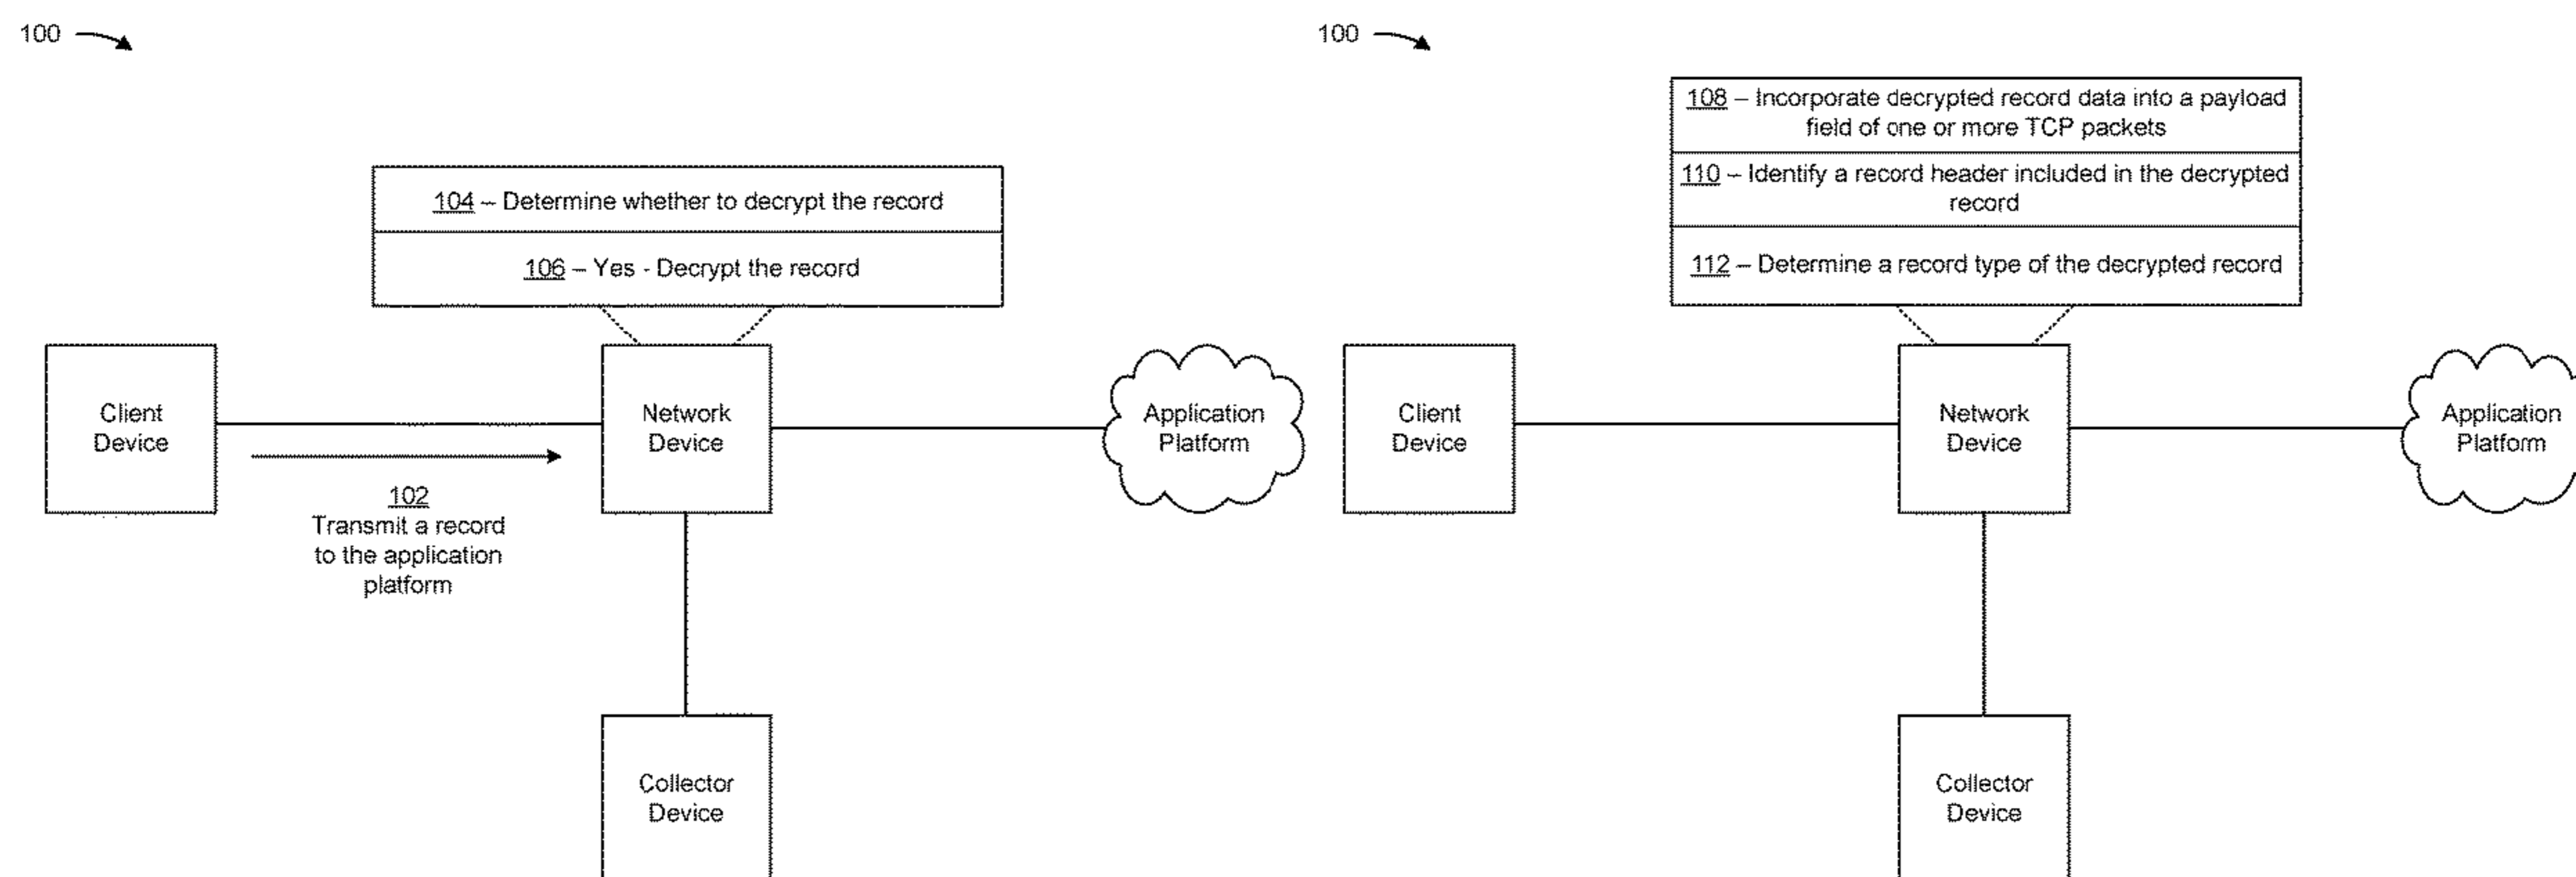 100
104 – Determine whether to decrypt the record
106 – Yes - Decrypt the record
Client
Device
Network
Device
Application
Platform
102
Transmit a record
to the application
platform
Collector
Device
100
108 – Incorporate decrypted record data into a payload
field of one or more TCP packets
110 – Identify a record header included in the decrypted
record
112 – Determine a record type of the decrypted record
Client
Device
Network
Device
Application
Platform
Collector
Device